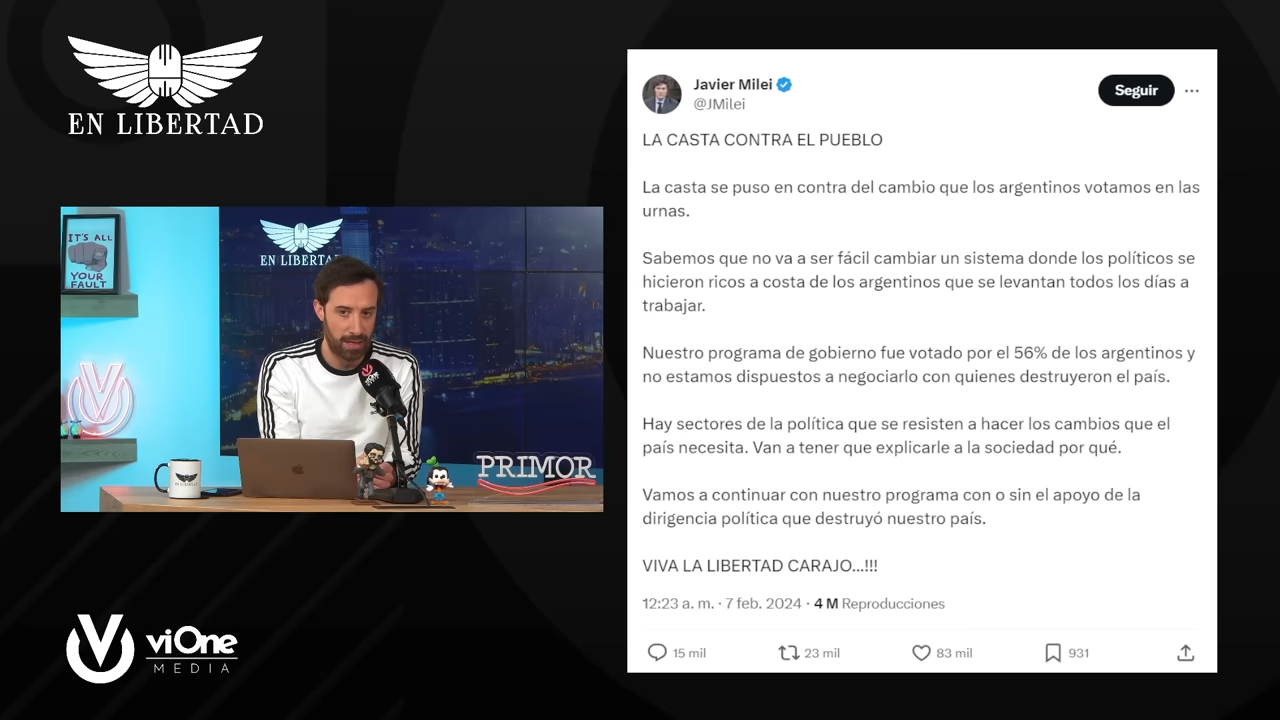 EN LIBERTAD
IT'S ALL
YOUR
FAULT
EN LIBERTA
viOne
PRIMOR
viOne
MEDIA
Javier Milei
@JMilei
Seguir
LA CASTA CONTRA EL PUEBLO
La casta se puso en contra del cambio que los argentinos votamos en las
urnas.
Sabemos que no va a ser fácil cambiar un sistema donde los políticos se
hicieron ricos a costa de los argentinos que se levantan todos los días a
trabajar.
Nuestro programa de gobierno fue votado por el 56% de los argentinos y
no estamos dispuestos a negociarlo con quienes destruyeron el país.
Hay sectores de la política que se resisten a hacer los cambios que el
país necesita. Van a tener que explicarle a la sociedad por qué.
Vamos a continuar con nuestro programa con o sin el apoyo de la
dirigencia política que destruyó nuestro país.
VIVA LA LIBERTAD CARAJO...!!!
12:23 a. m. · 7 feb. 2024 · 4 M Reproducciones
15 mil 23 mil 83 mil 931